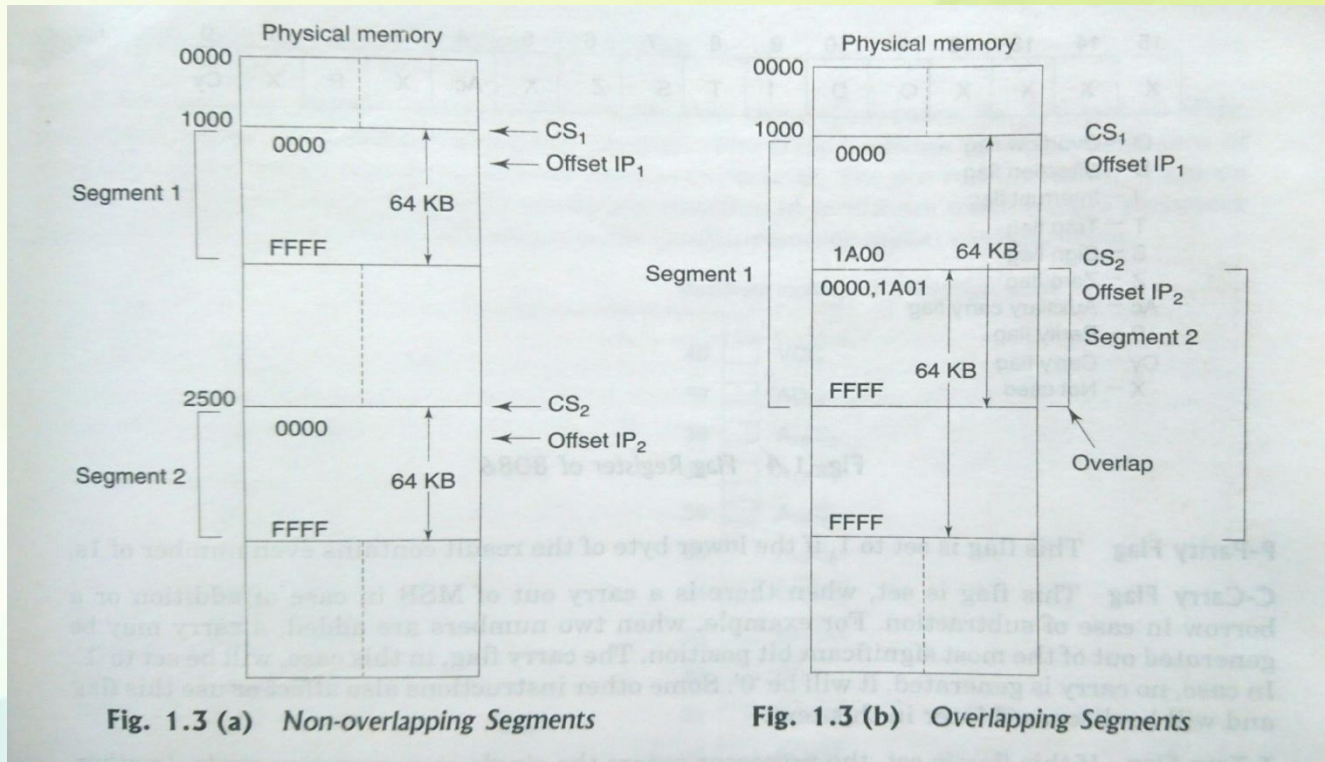 Physical memory
0000
1000
0000
CS1
Offset IP1
Segment 1
64 KB
FFFF
2500
CS2
0000
Offset IP2
Segment 2
64 KB
FFFF
Fig. 1.3 (a) Non-overlapping Segments
Physical memory
0000
1000
CS1
0000
Offset IP1
1A00
64 KB
CS2
Segment 1
0000,1A01
Offset IP2
Segment 2
64 KB
FFFF
Overlap
FFFF
Fig. 1.3 (b) Overlapping Segments
Fig. 1.4 Flag Register of 8086
P-Parity Flag This flag is set to 1, if the lower byte of the result contains even number of 1s.
C-Carry Flag This flag is set, when there is a carry out of MSB in case of addition or a
borrow in case of subtraction. For example, when two numbers are added, a carry may be
generated out of the most significant bit position. The carry flag, in this case, will be set to '1'.
In case, no carry is generated, it will be '0'. Some other instructions also affect or use this flag